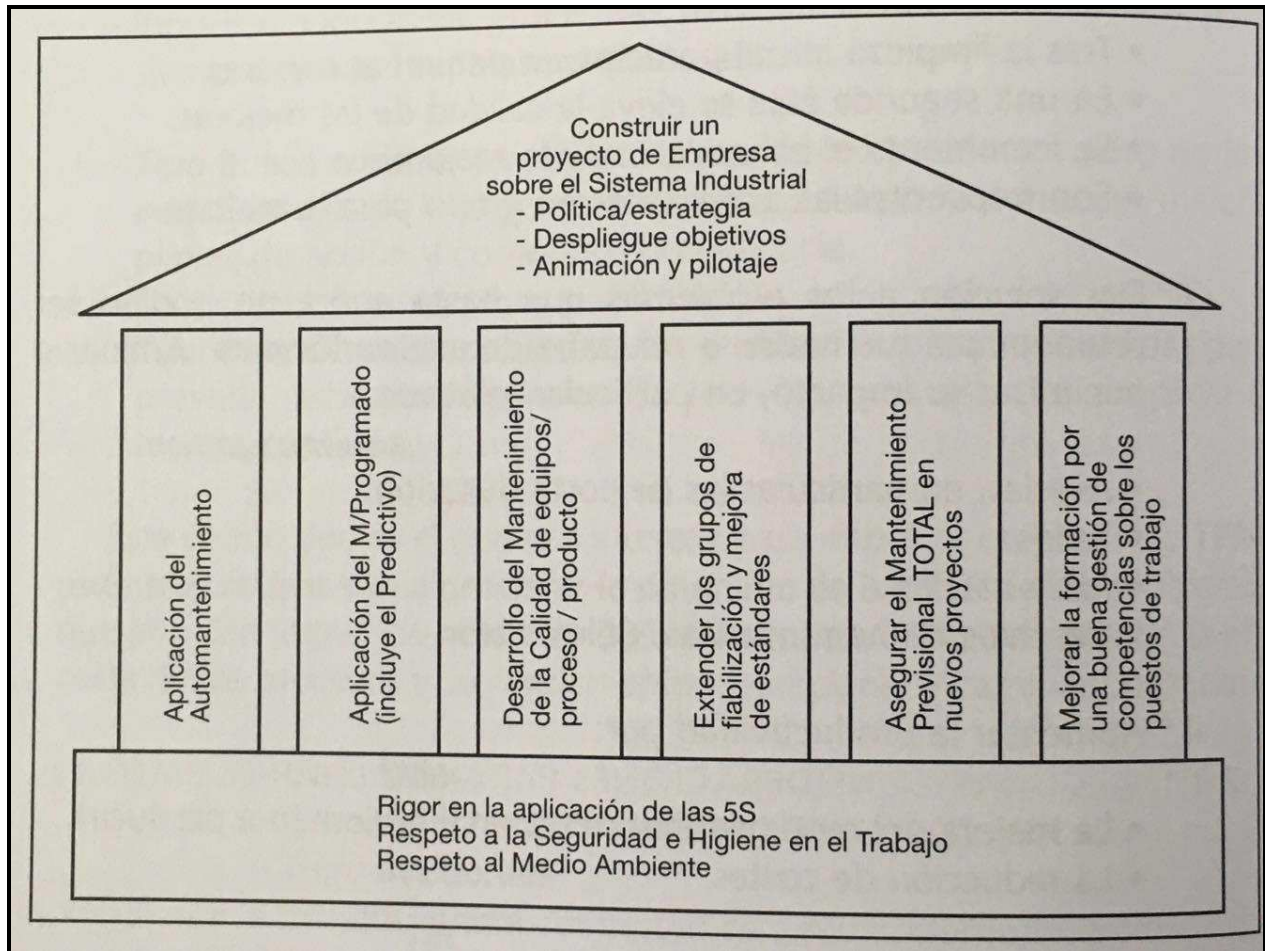 Construir un
proyecto de Empresa
sobre el Sistema Industrial
- Política/estrategia
- Despliegue objetivos
- Animación y pilotaje
Aplicación del
Automantenimiento
Aplicación del M/Programado
(incluye el Predictivo)
Desarrollo del Mantenimiento
de la Calidad de equipos/
proceso / producto
Extender los grupos de
fiabilización y mejora
de estándares
Asegurar el Mantenimiento
Previsional TOTAL en
nuevos proyectos
Mejorar la formación por
una buena gestión de
competencias sobre los
puestos de trabajo
Rigor en la aplicación de las 5S
Respeto a la Seguridad e Higiene en el Trabajo
Respeto al Medio Ambiente